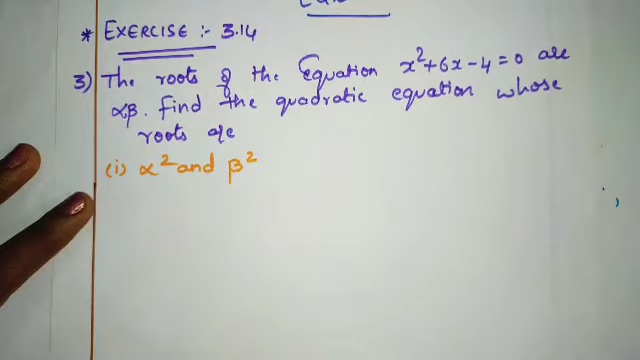 * EXERCISE :- 3.14
3) The roots of the Equation x²+6x-4=0 are
αβ. Find the quadratic equation whose
roots are
(i) α² and β²